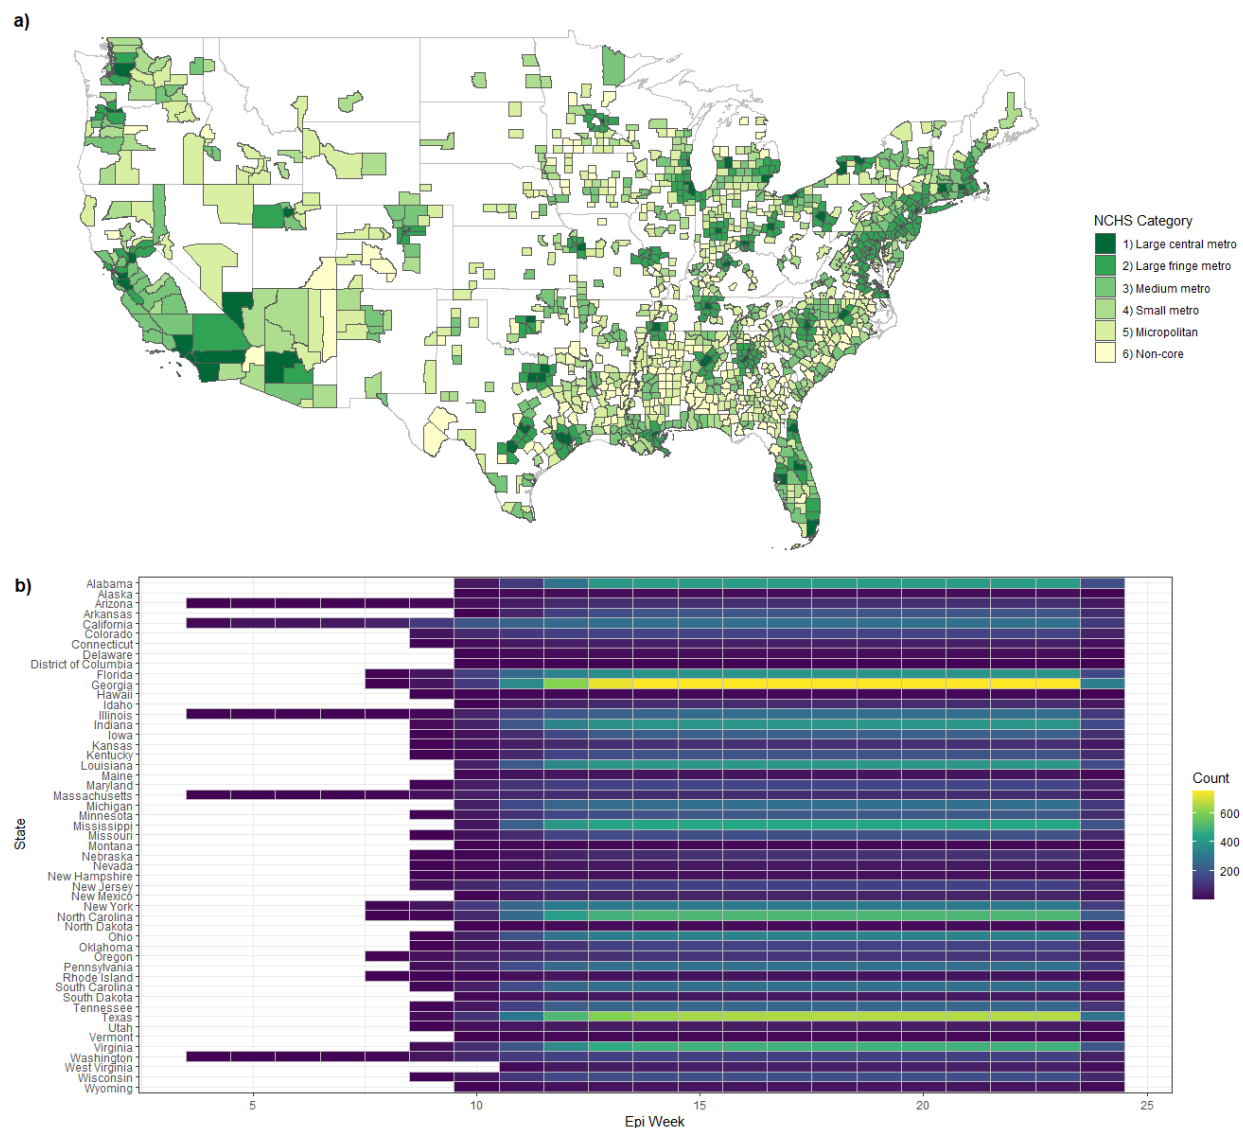 a)
NCHS Category
1) Large central metro
2) Large fringe metro
3) Medium metro
4) Small metro
5) Micropolitan
6) Non-core
b)
State
Alabama
Alaska
Arizona
Arkansas
California
Colorado
Connecticut
Delaware
District of Columbia
Florida
Georgia
Hawaii
Idaho
Illinois
Indiana
Iowa
Kansas
Kentucky
Louisiana
Maine
Maryland
Massachusetts
Michigan
Minnesota
Mississippi
Missouri
Montana
Nebraska
Nevada
New Hampshire
New Jersey
New Mexico
New York
North Carolina
North Dakota
Ohio
Oklahoma
Oregon
Pennsylvania
Rhode Island
South Carolina
South Dakota
Tennessee
Texas
Utah
Vermont
Virginia
Washington
West Virginia
Wisconsin
Wyoming
5 10 15 20 25
Epi Week
Count
600
400
200